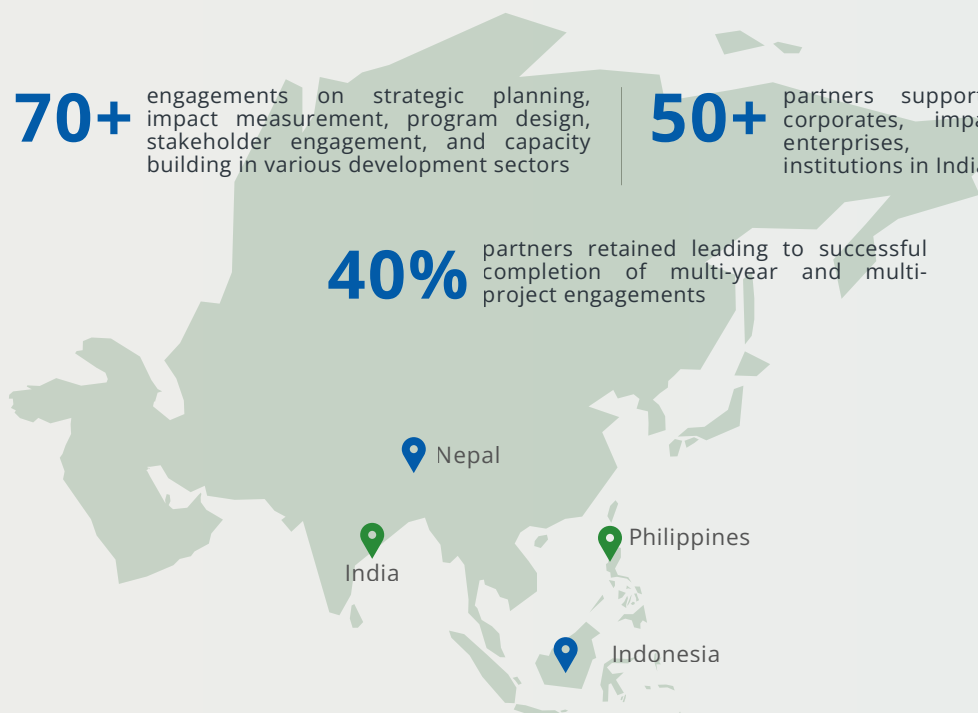 70+
engagements on strategic planning,
impact measurement, program design,
stakeholder engagement, and capacity
building in various development sectors
50+
partners
corporates,
enterprises,
institutions in
40%
partners retained leading to successful
completion of multi-year and multi-
project engagements
Nepal
India
Philippines
Indonesia